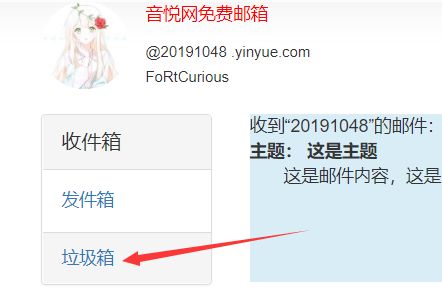 音悦网免费邮箱
@20191048 .yinyue.com
FoRtCurious
收件箱
发件箱
垃圾箱
收到“20191048”的邮件：
主题： 这是主题
这是邮件内容，这是